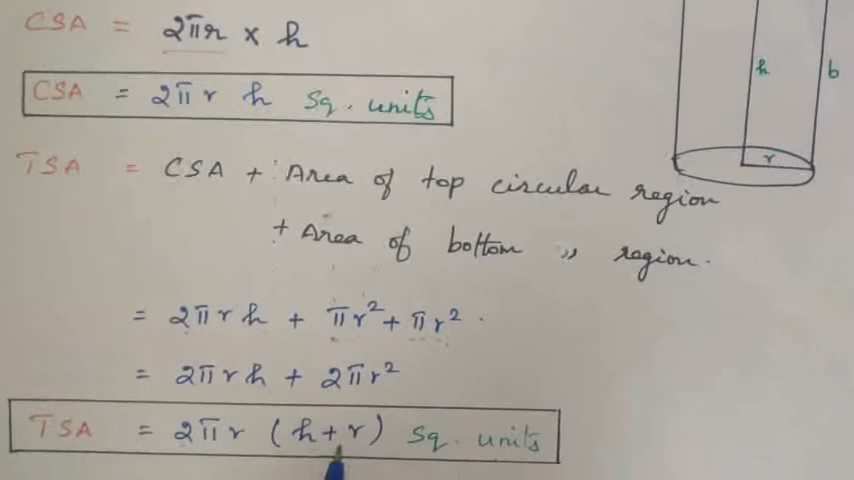 CSA = 2πr × h
CSA = 2πr h Sq. units
TSA = CSA + Area of top circular region
+ Area of bottom " region.
= 2πrh + πr² + πr².
= 2πrh + 2πr²
TSA = 2πr (h+r) Sq. units
h
b
r